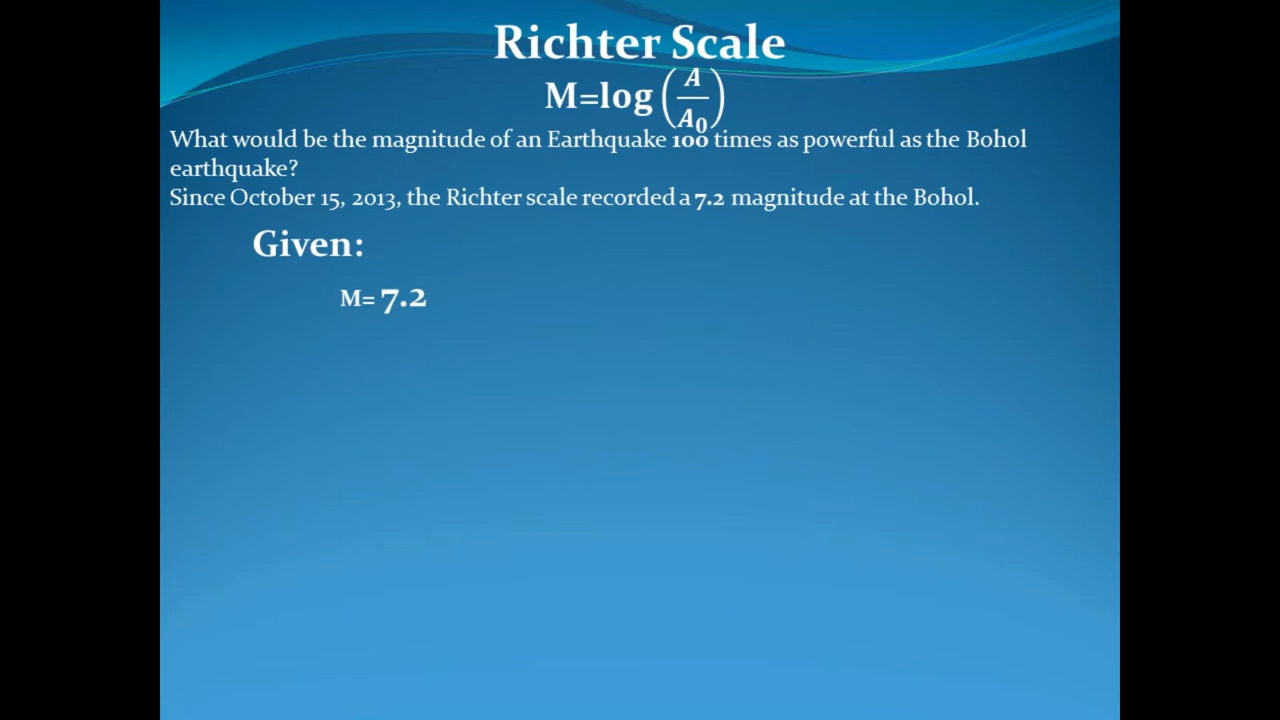 Richter Scale
M=log(A/A₀)
What would be the magnitude of an Earthquake 100 times as powerful as the Bohol
earthquake?
Since October 15, 2013, the Richter scale recorded a 7.2 magnitude at the Bohol.
Given:
M= 7.2